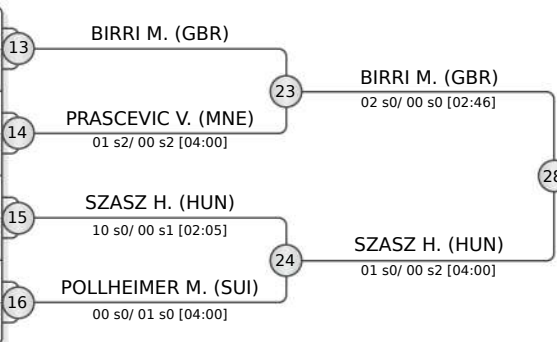 13
BIRRI M. (GBR)
23
BIRRI M. (GBR)
02 s0/ 00 s0 [02:46]
14
PRASCEVIC V. (MNE)
01 s2/ 00 s2 [04:00]
28
15
SZASZ H. (HUN)
10 s0/ 00 s1 [02:05]
24
SZASZ H. (HUN)
01 s0/ 00 s2 [04:00]
16
POLLHEIMER M. (SUI)
00 s0/ 01 s0 [04:00]